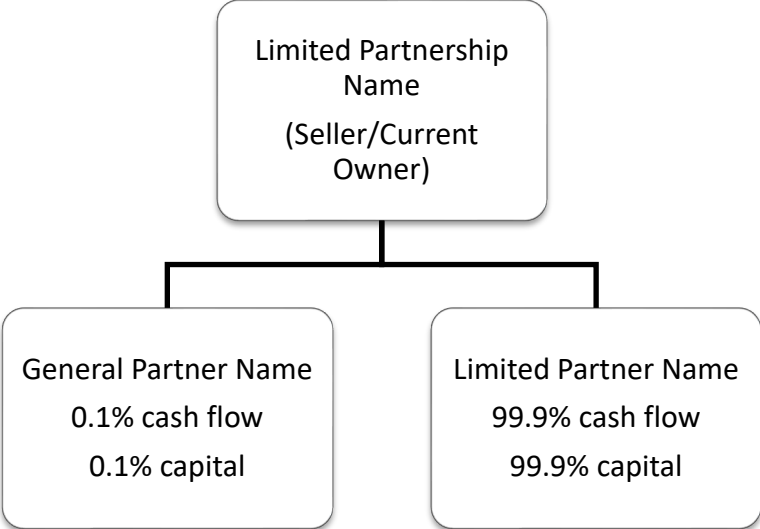 Limited Partnership
Name
(Seller/Current
Owner)
General Partner Name
0.1% cash flow
0.1% capital
Limited Partner Name
99.9% cash flow
99.9% capital